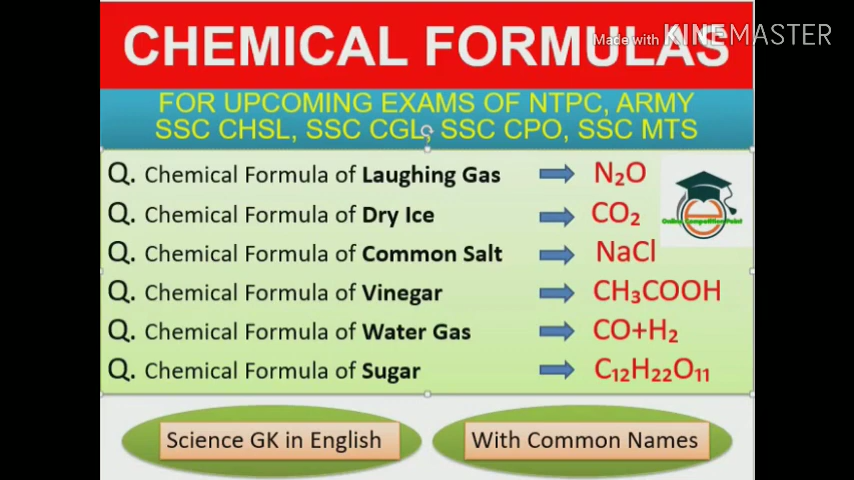 CHEMICAL FORMULAS
Made with KINEMASTER
FOR UPCOMING EXAMS OF NTPC, ARMY
SSC CHSL, SSC CGL, SSC CPO, SSC MTS
Q. Chemical Formula of Laughing Gas N₂O
Q. Chemical Formula of Dry Ice CO₂
Online Competition Point
Q. Chemical Formula of Common Salt NaCl
Q. Chemical Formula of Vinegar CH₃COOH
Q. Chemical Formula of Water Gas CO+H₂
Q. Chemical Formula of Sugar C₁₂H₂₂O₁₁
Science GK in English
With Common Names